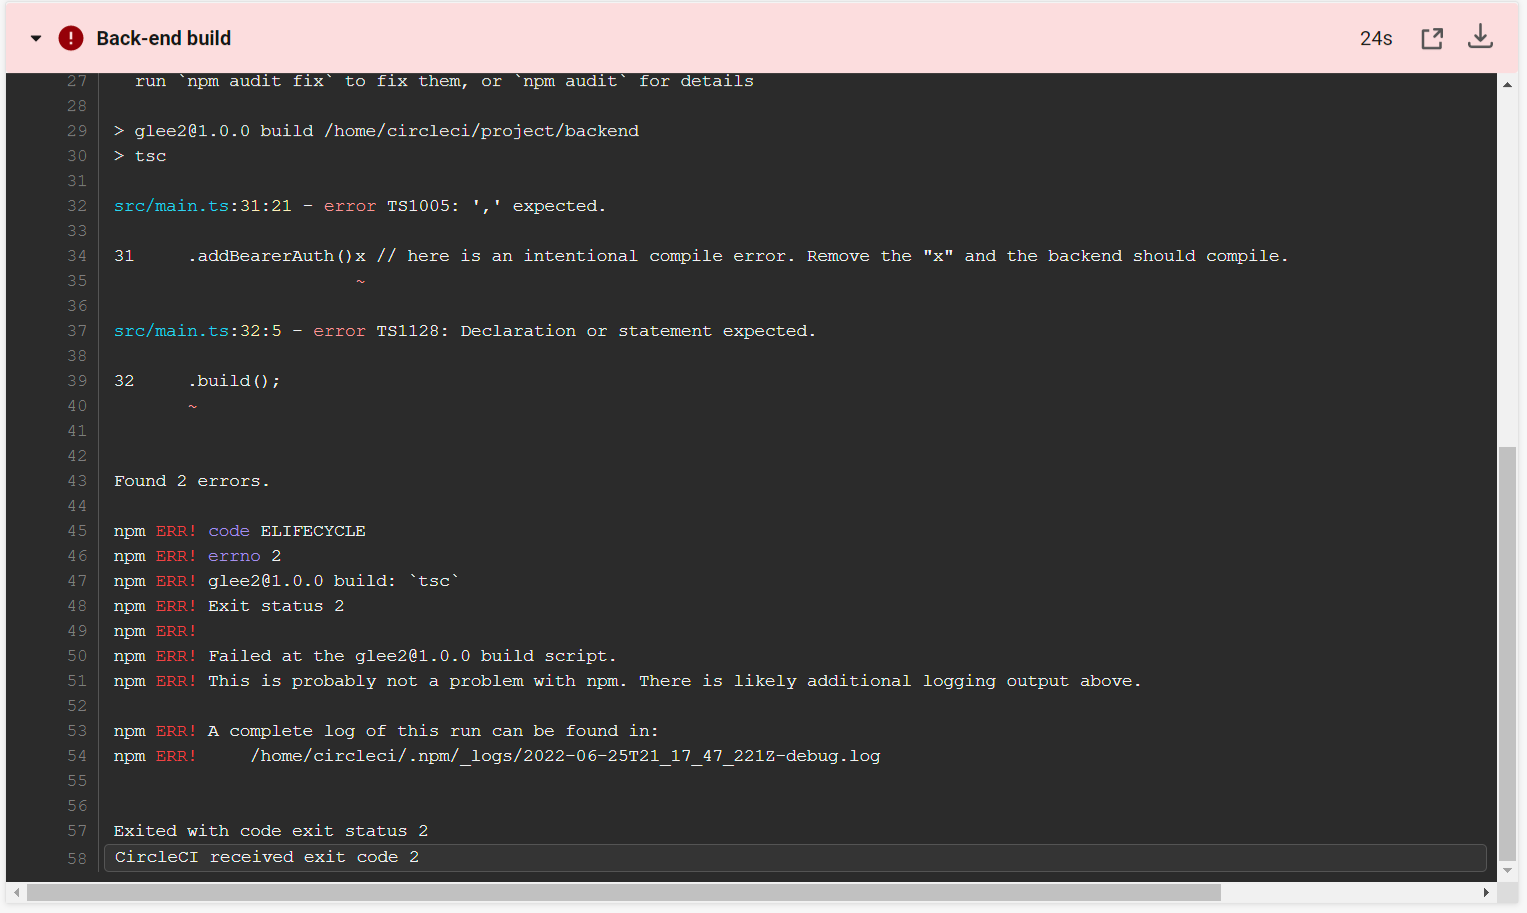 Back-end build 24s
27 run `npm audit fix` to fix them, or `npm audit` for details
28
29 > glee2@1.0.0 build /home/circleci/project/backend
30 > tsc
31
32 src/main.ts:31:21 - error TS1005: ',' expected.
33
34 31 .addBearerAuth()x // here is an intentional compile error. Remove the "x" and the backend should compile.
35 ~
36
37 src/main.ts:32:5 - error TS1128: Declaration or statement expected.
38
39 32 .build();
40 ~
41
42
43 Found 2 errors.
44
45 npm ERR! code ELIFECYCLE
46 npm ERR! errno 2
47 npm ERR! glee2@1.0.0 build: `tsc`
48 npm ERR! Exit status 2
49 npm ERR!
50 npm ERR! Failed at the glee2@1.0.0 build script.
51 npm ERR! This is probably not a problem with npm. There is likely additional logging output above.
52
53 npm ERR! A complete log of this run can be found in:
54 npm ERR! /home/circleci/.npm/_logs/2022-06-25T21_17_47_221Z-debug.log
55
56
57 Exited with code exit status 2
58 CircleCI received exit code 2